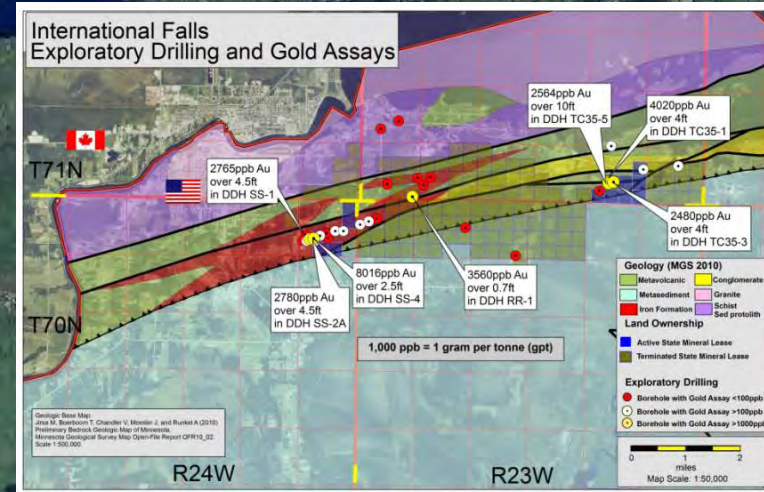 International Falls
Exploratory Drilling and Gold Assays
2564ppb Au
over 10ft
in DDH TC35-5
4020ppb Au
over 4ft
in DDH TC35-1
T71N
2765ppb Au
over 4.5ft
in DDH SS-1
2480ppb Au
over 4ft
in DDH TC35-3
8016ppb Au
over 2.5ft
in DDH SS-4
3560ppb Au
over 0.7ft
in DDH RR-1
2780ppb Au
over 4.5ft
in DDH SS-2A
T70N
1,000 ppb = 1 gram per tonne (gpt)
Geology (MGS 2010)
Metavolcanic
Conglomerate
Metasediment
Granite
Iron Formation
Schist
Sed protolith
Land Ownership
Active State Mineral Lease
Terminated State Mineral Lease
Exploratory Drilling
Borehole with Gold Assay <100ppb
Borehole with Gold Assay >100ppb
Borehole with Gold Assay >1000ppb
Geologic Base Map:
Jirsa M, Boerboom T, Chandler V, Mossler J, and Runkel A (2010)
Preliminary Bedrock Geologic Map of Minnesota.
Minnesota Geological Survey Map Open-File Report OFR10_02.
Scale 1:500,000.
R24W
R23W
0 1 2
miles
Map Scale: 1:50,000